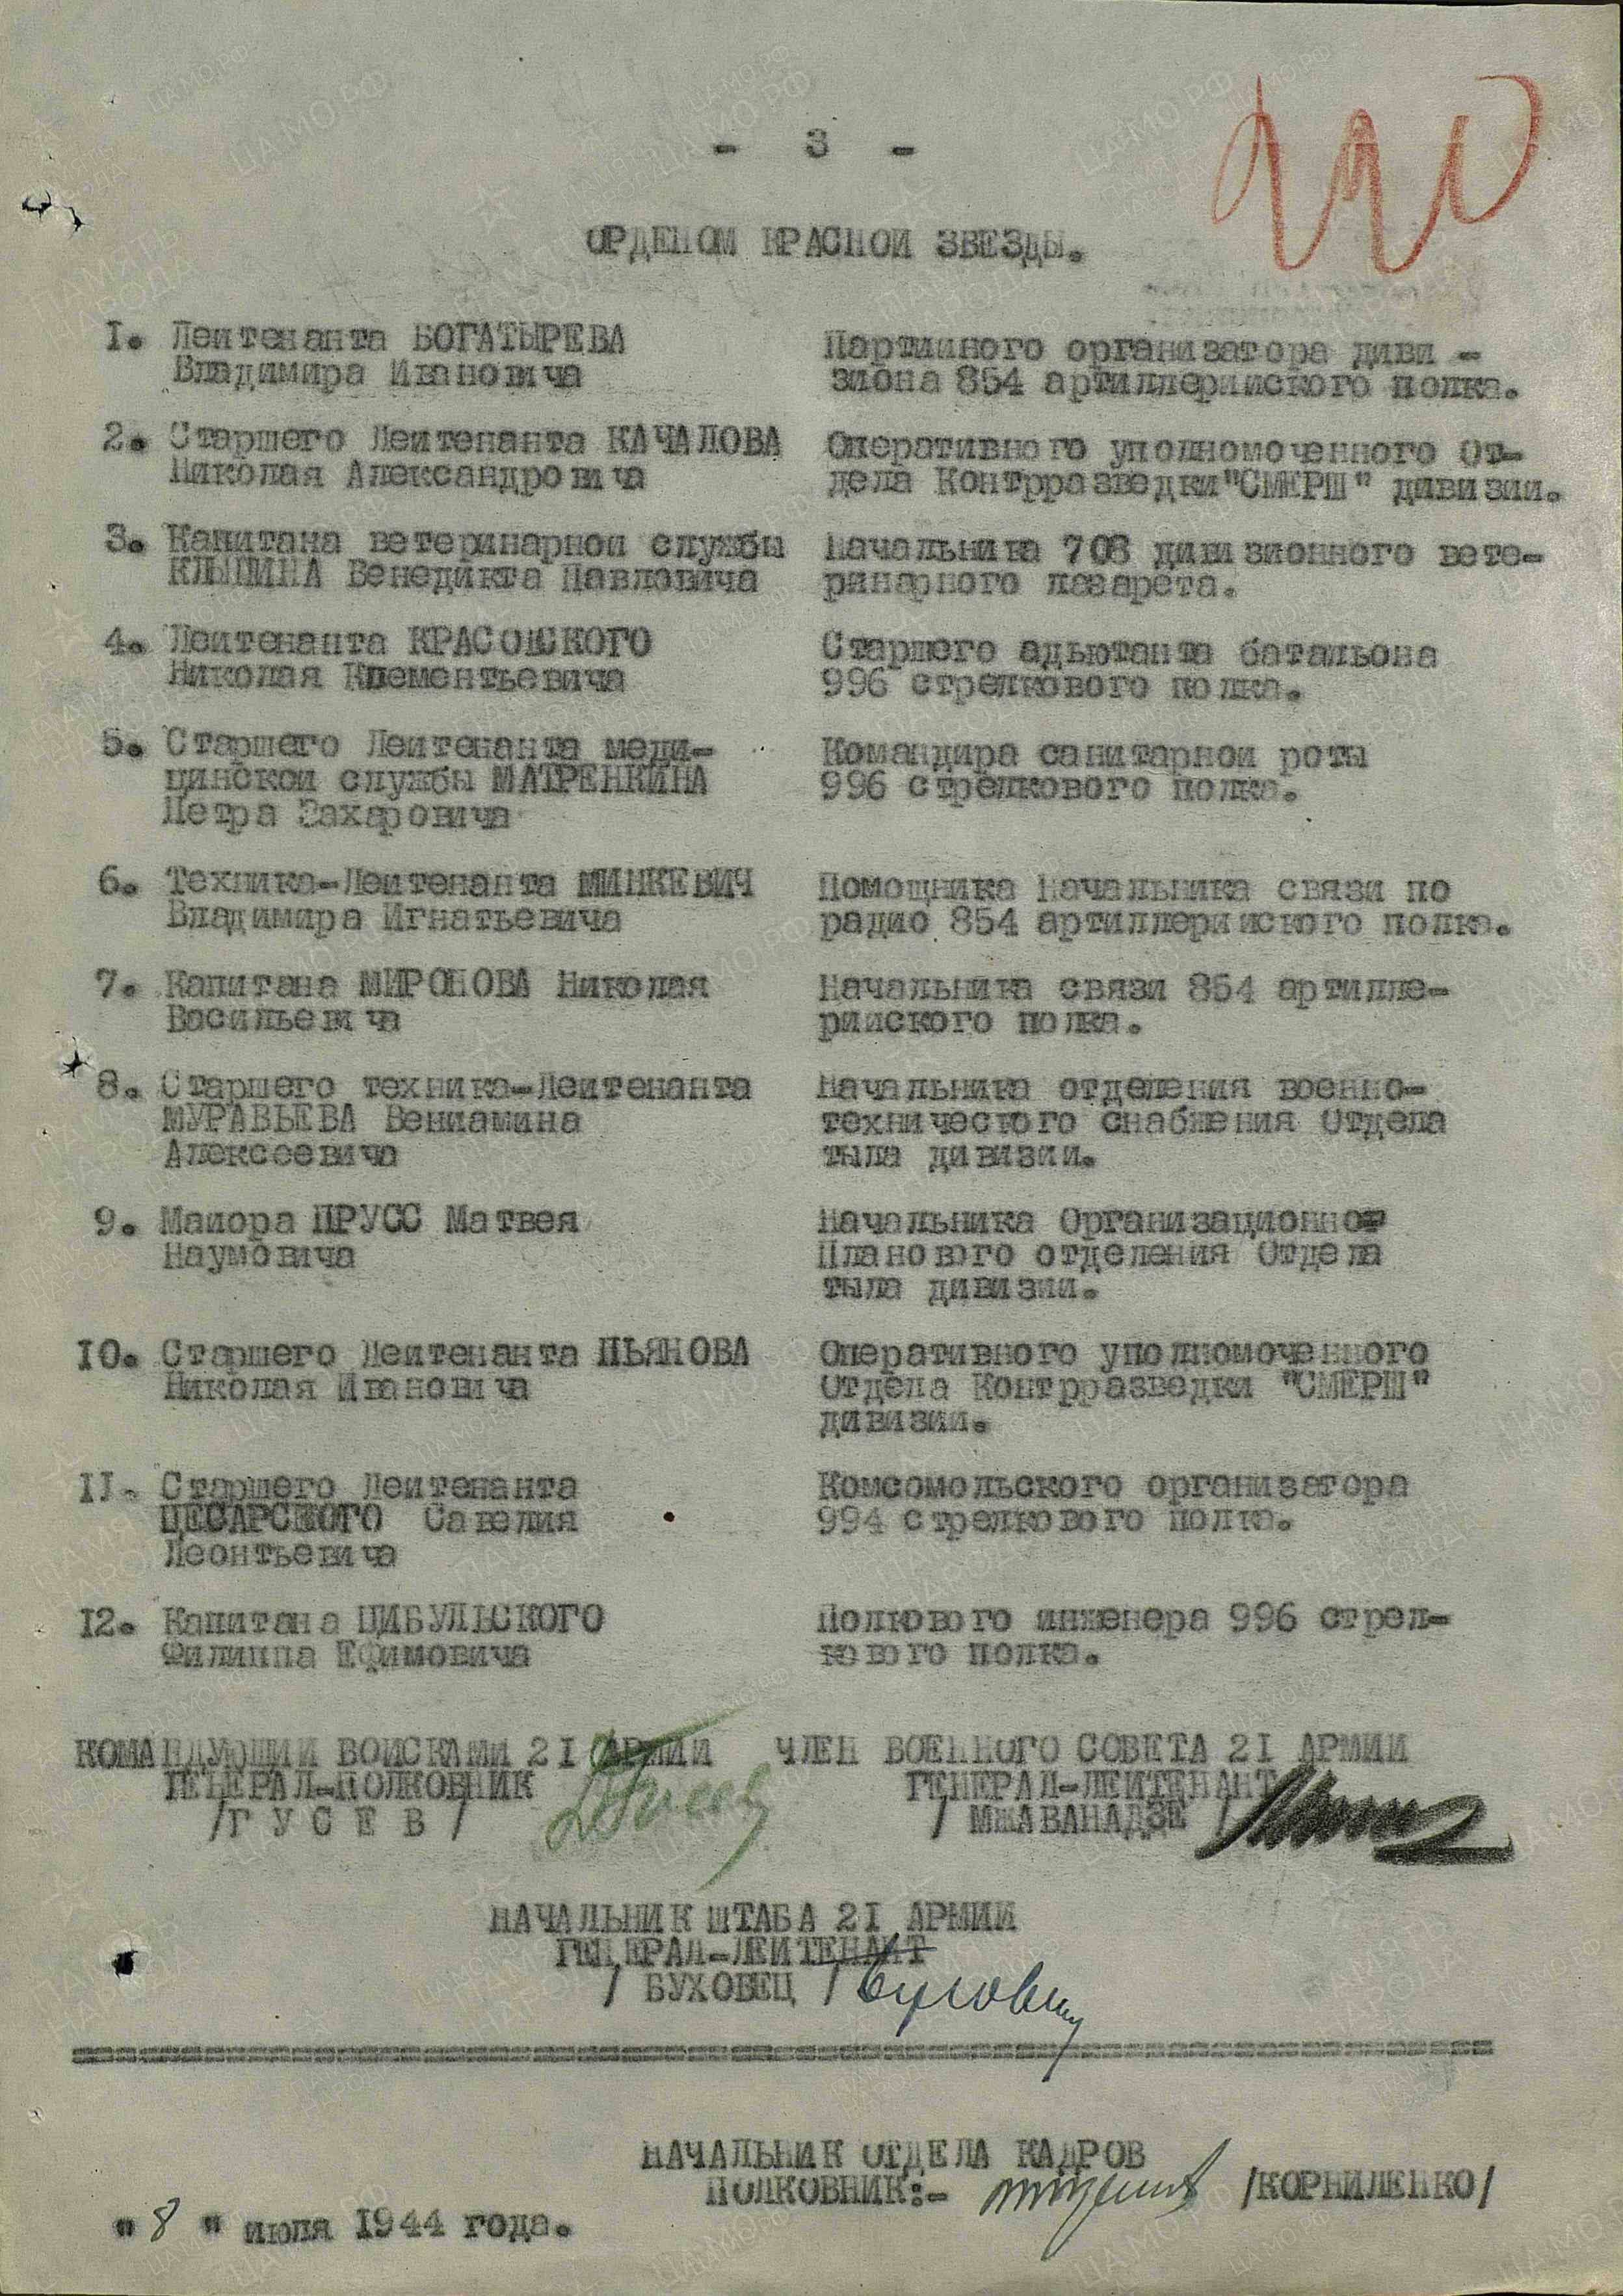 - 3 -
ОРДЕНОМ КРАСНОЙ ЗВЕЗДЫ.
1. Лейтенанта БОГАТЫРЕВА
Владимира Ивановича
Партийного организатора диви -
зиона 854 артиллерийского полка.
2. Старшего Лейтенанта КАЧАЛОВА
Николая Александровича
Оперативного уполномоченного От-
дела Контрразведки "СМЕРШ" дивизии.
3. Капитана ветеринарной службы
Венедикта Павловича
Начальника 708 дивизионного вете-
ринарного лазарета.
4. Лейтенанта КРАСОВСКОГО
Николая Клементьевича
Старшего адьютанта батальона
996 стрелкового полка.
5. Старшего Лейтенанта меди-
цинской службы МАТРЕНКИНА
Петра Захаровича
Командира санитарной роты
996 стрелкового полка.
6. Техника-Лейтенанта МИНКЕВИЧ
Владимира Игнатьевича
Помощника Начальника связи по
радио 854 артиллерийского полка.
7. Капитана МИРОНОВА Николая
Васильевича
Начальника связи 854 артилле-
рийского полка.
8. Старшего техника-Лейтенанта
МУРАВЬЕВА Вениамина
Алексеевича
Начальника отделения военно-
технического снабжения Отдела
тыла дивизии.
9. Майора ПРУСС Матвея
Наумовича
Начальника Организационно-
Планового отделения Отдела
тыла дивизии.
10. Старшего Лейтенанта ПЬЯНОВА
Николая Ивановича
Оперативного уполномоченного
Отдела Контрразведки "СМЕРШ"
дивизии.
11. Старшего Лейтенанта
ЦЕСАРСКОГО Савелия
Леонтьевича
Комсомольского организатора
994 стрелкового полка.
12. Капитана ЦИБУЛЬСКОГО
Филиппа Ефимовича
Полкового инженера 996 стрел-
кового полка.
КОМАНДУЮЩИЙ ВОЙСКАМИ 21 АРМИИ
ГЕНЕРАЛ-ПОЛКОВНИК
/Г У С Е В /
ЧЛЕН ВОЕННОГО СОВЕТА 21 АРМИИ
ГЕНЕРАЛ-ЛЕЙТЕНАНТ
/ МЖАВАНАДЗЕ /
НАЧАЛЬНИК ШТАБА 21 АРМИИ
ГЕНЕРАЛ-ЛЕЙТЕНАНТ
/ БУХОВЕЦ /
НАЧАЛЬНИК ОТДЕЛА КАДРОВ
ПОЛКОВНИК:- /КОРНИЛЕНКО/
" 8 " июля 1944 года.